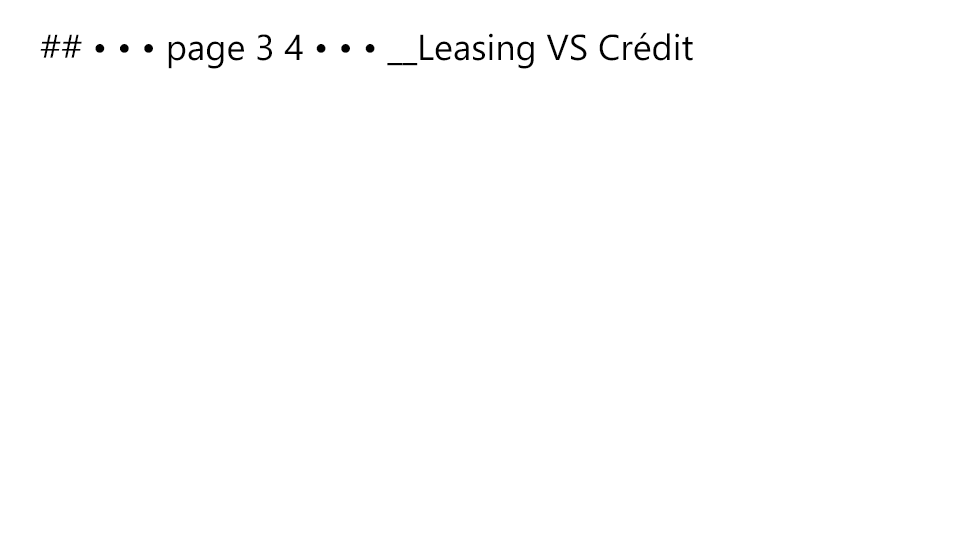 ## • • • page 3 4 • • • __Leasing VS Crédit